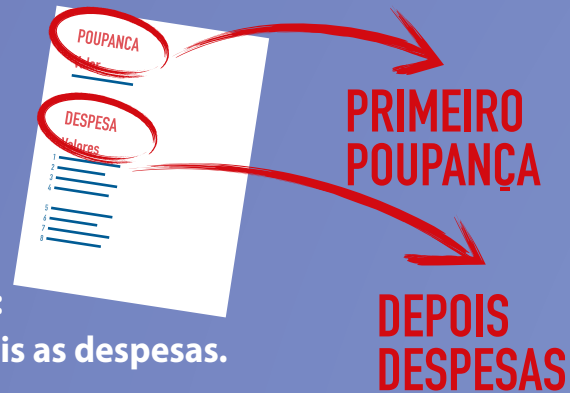 POUPANCA
Valor
DESPESA
Valores
1
2
3
4
5
6
7
8
PRIMEIRO
POUPANÇA
DEPOIS
DESPESAS
:
is as despesas.